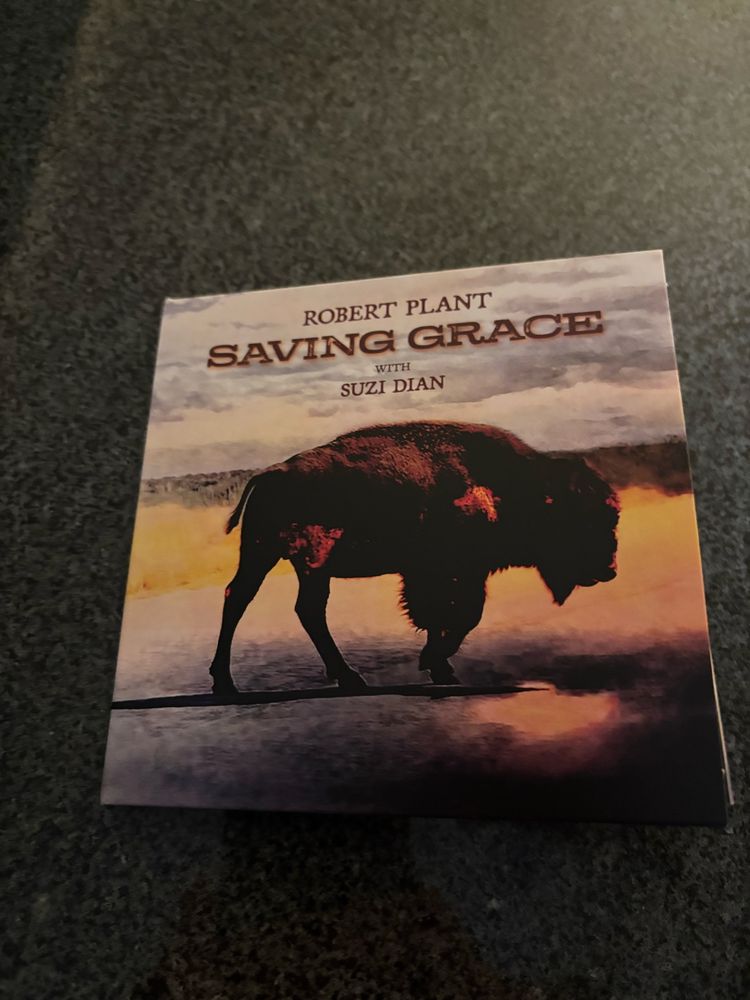 ROBERT PLANT
SAVING GRACE
WITH
SUZI DIAN